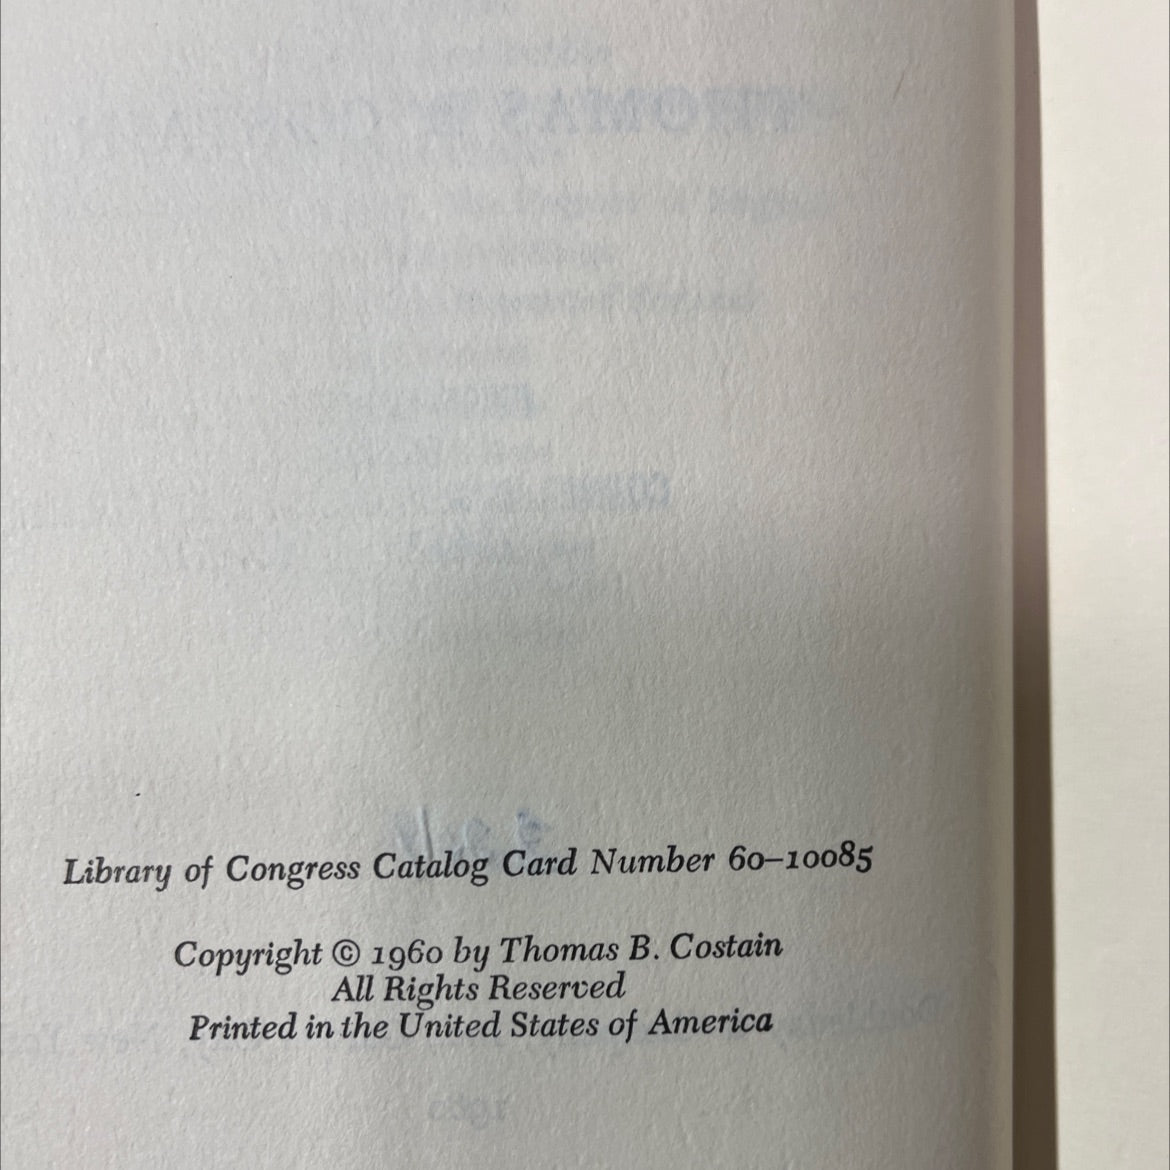 Library of Congress Catalog Card Number 60–10085
Copyright © 1960 by Thomas B. Costain
All Rights Reserved
Printed in the United States of America